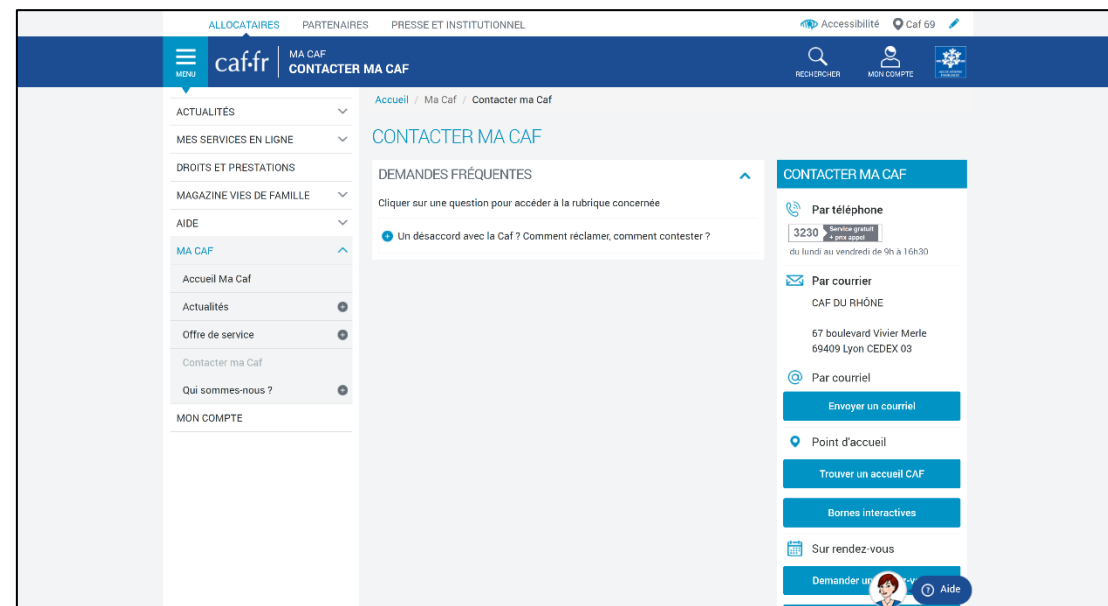 ALLOCATAIRES PARTENAIRES PRESSE ET INSTITUTIONNEL
Accessibilité Caf 69
MENU
caf·fr
MA CAF
CONTACTER MA CAF
RECHERCHER
MON COMPTE
ACTUALITÉS
MES SERVICES EN LIGNE
DROITS ET PRESTATIONS
MAGAZINE VIES DE FAMILLE
AIDE
MA CAF
Accueil Ma Caf
Actualités
Offre de service
Contacter ma Caf
Qui sommes-nous ?
MON COMPTE
Accueil / Ma Caf / Contacter ma Caf
CONTACTER MA CAF
DEMANDES FRÉQUENTES
Cliquer sur une question pour accéder à la rubrique concernée
Un désaccord avec la Caf ? Comment réclamer, comment contester ?
CONTACTER MA CAF
Par téléphone
3230 Service gratuit
+ prix appel
du lundi au vendredi de 9h à 16h30
Par courrier
CAF DU RHÔNE
67 boulevard Vivier Merle
69409 Lyon CEDEX 03
Par courriel
Envoyer un courriel
Point d'accueil
Trouver un accueil CAF
Bornes interactives
Sur rendez-vous
Demander un
Aide